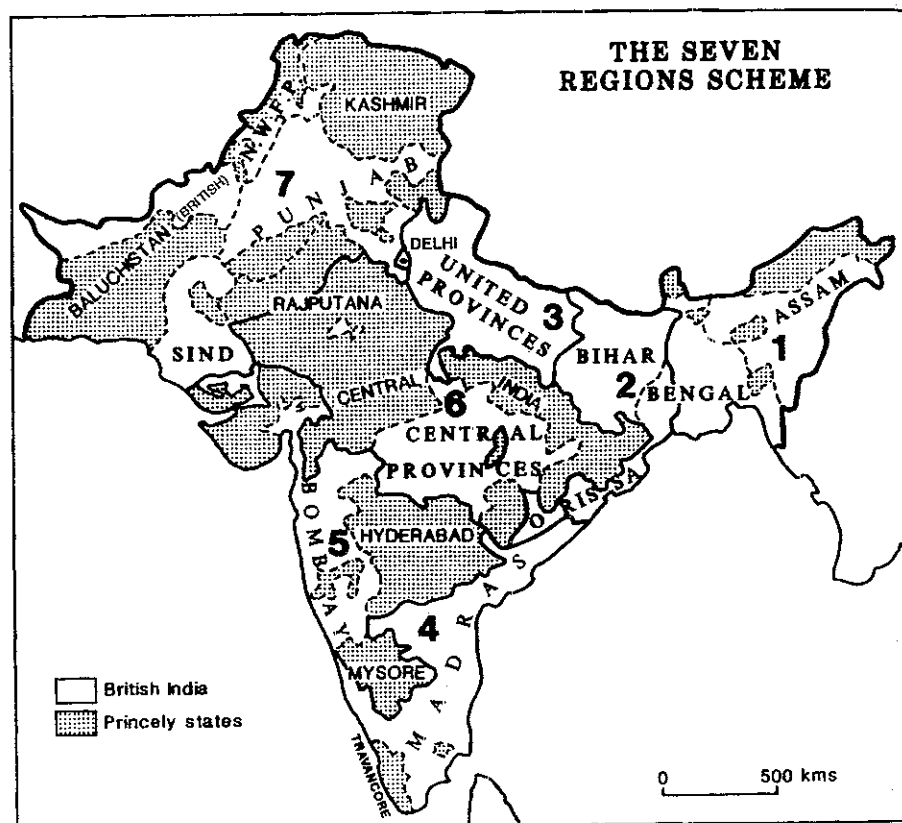 THE SEVEN
REGIONS SCHEME
KASHMIR
N.W.F.P
7
PUNJAB
BALUCHISTAN (BRITISH)
DELHI
UNITED
PROVINCES
3
RAJPUTANA
SIND
ASSAM
1
BIHAR
2
BENGAL
CENTRAL
INDIA
6
CENTRAL
PROVINCES
ORISSA
BOMBAY
5
HYDERABAD
4
MADRAS
MYSORE
TRAVANCORE
British India
Princely states
0 500 kms